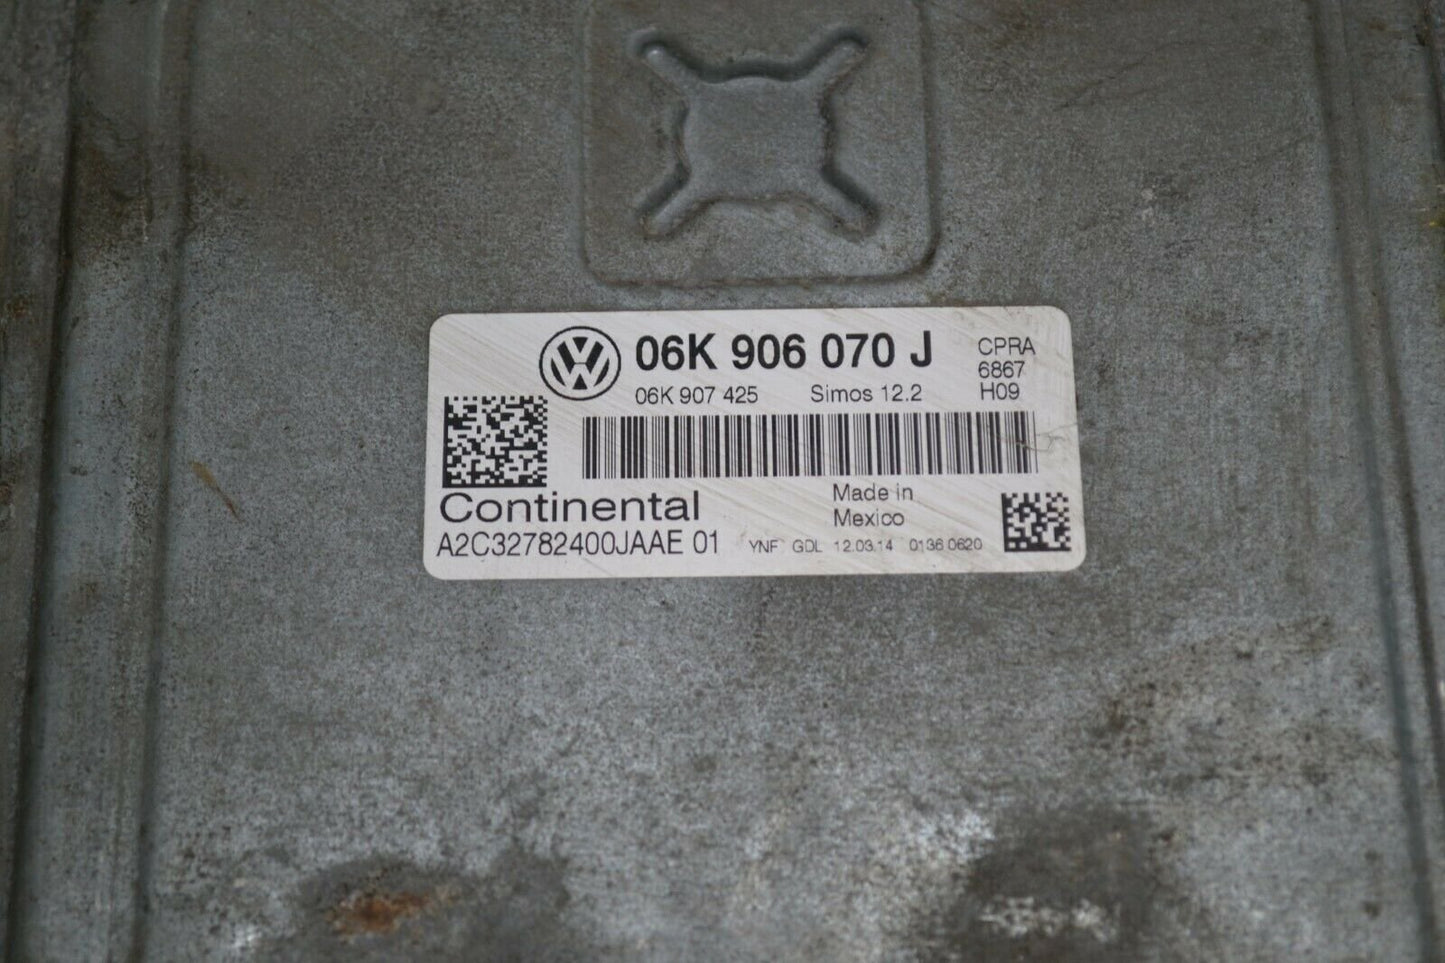 06K 906 070 J
CPRA
6867
H09
06K 907 425 Simos 12.2
Continental
Made in
Mexico
A2C32782400JAAE 01 YNF GDL 12.03.14 0136 0620